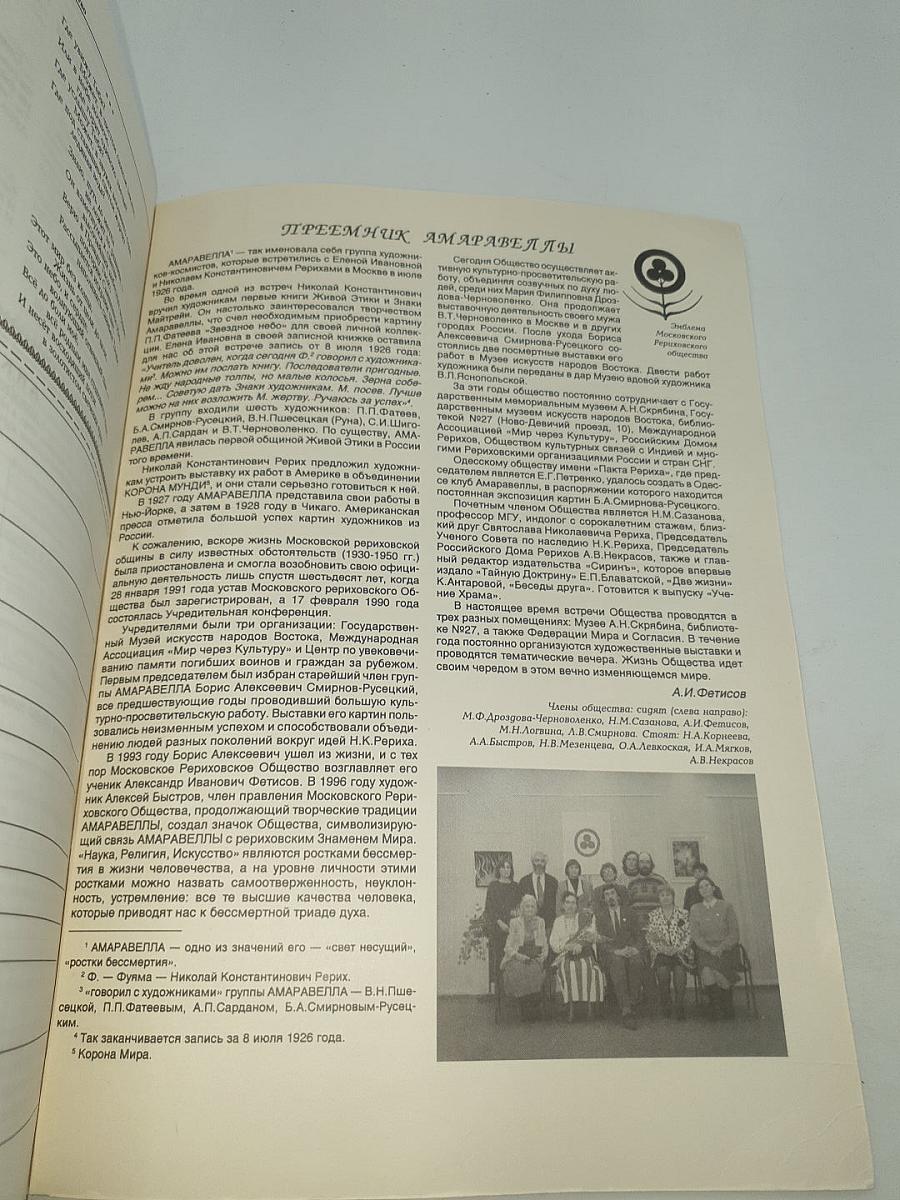 Где увижу
Или в
Где
Где
Он
Верю
Этот мир без
Это небо и
Всё до
И несёт
ПРЕЕМНИК АМАРАВЕЛЛЫ
АМАРАВЕЛЛА¹ — так именовала себя группа художни-
ков-космистов, которые встретились с Еленой Ивановной
и Николаем Константиновичем Рерихами в Москве в июле
1926 года.
Во время одной из встреч Николай Константинович
вручил художникам первые книги Живой Этики и Знаки
Майтрейи. Он настолько заинтересовался творчеством
Амаравеллы, что счел необходимым приобрести картину
П.П.Фатеева «Звездное небо» для своей личной коллек-
ции. Елена Ивановна в своей записной книжке оставила
для нас об этой встрече запись от 8 июля 1926 года:
«Учитель доволен, когда сегодня Ф.² говорил с художника-
ми³. Можно им послать книгу. Последователи пригодные.
Не жду народные толпы, но малые колосья. Зерна собе-
рем... Советую дать Знаки художникам. М. посев. Лучше
можно на них возложить М. жертву. Ручаюсь за успех»⁴.
В группу входили шесть художников: П.П.Фатеев,
Б.А.Смирнов-Русецкий, В.Н.Пшесецкая (Руна), С.И.Шиго-
лев, А.П.Сардан и В.Т.Черноволенко. По существу, АМА-
РАВЕЛЛА явилась первой общиной Живой Этики в России
того времени.
Николай Константинович Рерих предложил художни-
кам устроить выставку их работ в Америке в объединении
КОРОНА МУНДИ⁵, и они стали серьезно готовиться к ней.
В 1927 году АМАРАВЕЛЛА представила свои работы в
Нью-Йорке, а затем в 1928 году в Чикаго. Американская
пресса отметила большой успех картин художников из
России.
К сожалению, вскоре жизнь Московской рериховской
общины в силу известных обстоятельств (1930-1950 гг.)
была приостановлена и смогла возобновить свою офици-
альную деятельность лишь спустя шестьдесят лет, когда
28 января 1991 года устав Московского рериховского Об-
щества был зарегистрирован, а 17 февраля 1990 года
состоялась Учредительная конференция.
Учредителями были три организации: Государствен-
ный Музей искусств народов Востока, Международная
Ассоциация «Мир через Культуру» и Центр по увековечи-
ванию памяти погибших воинов и граждан за рубежом.
Первым председателем был избран старейший член груп-
пы АМАРАВЕЛЛА Борис Алексеевич Смирнов-Русецкий,
все предшествующие годы проводивший большую куль-
турно-просветительскую работу. Выставки его картин поль-
зовались неизменным успехом и способствовали объеди-
нению людей разных поколений вокруг идей Н.К.Рериха.
В 1993 году Борис Алексеевич ушел из жизни, и с тех
пор Московское Рериховское Общество возглавляет его
ученик Александр Иванович Фетисов. В 1996 году худож-
ник Алексей Быстров, член правления Московского Рери-
ховского Общества, продолжающий творческие традиции
АМАРАВЕЛЛЫ, создал значок Общества, символизирую-
щий связь АМАРАВЕЛЛЫ с рериховским Знаменем Мира.
«Наука, Религия, Искусство» являются ростками бессмер-
тия в жизни человечества, а на уровне личности этими
ростками можно назвать самоотверженность, неуклон-
ность, устремление: все те высшие качества человека,
которые приводят нас к бессмертной триаде духа.
¹ АМАРАВЕЛЛА — одно из значений его — «свет несущий»,
«ростки бессмертия».
² Ф. — Фуяма — Николай Константинович Рерих.
³ «говорил с художниками» группы АМАРАВЕЛЛА — В.Н.Пше-
сецкой, П.П.Фатеевым, А.П.Сарданом, Б.А.Смирновым-Русец-
ким.
⁴ Так заканчивается запись за 8 июля 1926 года.
⁵ Корона Мира.
Сегодня Общество осуществляет ак-
тивную культурно-просветительскую ра-
боту, объединяя созвучных по духу лю-
дей, среди них Мария Филипповна Дроз-
дова-Черноволенко. Она продолжает
выставочную деятельность своего мужа
В.Т.Черноволенко в Москве и в других
городах России. После ухода Бориса
Алексеевича Смирнова-Русецкого со-
стоялись две посмертные выставки его
работ в Музее искусств народов Востока. Двести работ
художника были переданы в дар Музею вдовой художника
В.Л.Яснопольской.
За эти годы общество постоянно сотрудничает с Госу-
дарственным мемориальным музеем А.Н.Скрябина, Госу-
дарственным музеем искусств народов Востока, библио-
текой №27 (Ново-Девичий проезд, 10), Международной
Ассоциацией «Мир через Культуру», Российским Домом
Рерихов, Обществом культурных связей с Индией и мно-
гими Рериховскими организациями России и стран СНГ.
Одесскому обществу имени «Пакта Рериха», где пред-
седателем является Е.Г.Петренко, удалось создать в Одес-
се клуб Амаравеллы, в распоряжении которого находится
постоянная экспозиция картин Б.А.Смирнова-Русецкого.
Почетным членом Общества является Н.М.Сазанова,
профессор МГУ, индолог с сорокалетним стажем, близ-
кий друг Святослава Николаевича Рериха, Председатель
Ученого Совета по наследию Н.К.Рериха, Председатель
Российского Дома Рерихов А.В.Некрасов, также и глав-
ный редактор издательства «Сиринъ», которое впервые
издало «Тайную Доктрину» Е.П.Блаватской, «Две жизни»
К.Антаровой, «Беседы друга». Готовится к выпуску «Уче-
ние Храма».
В настоящее время встречи Общества проводятся в
трех разных помещениях: Музее А.Н.Скрябина, библиоте-
ке №27, а также Федерации Мира и Согласия. В течение
года постоянно организуются художественные выставки и
проводятся тематические вечера. Жизнь Общества идет
своим чередом в этом вечно изменяющемся мире.
А.И.Фетисов
Эмблема
Московского
Рериховского
общества
Члены общества: сидят (слева направо):
М.Ф.Дроздова-Черноволенко, Н.М.Сазанова, А.И.Фетисов,
М.Н.Логвина, Л.В.Смирнова. Стоят: Н.А.Корнеева,
А.А.Быстров, Н.В.Мезенцева, О.А.Левкоская, И.А.Мягков,
А.В.Некрасов